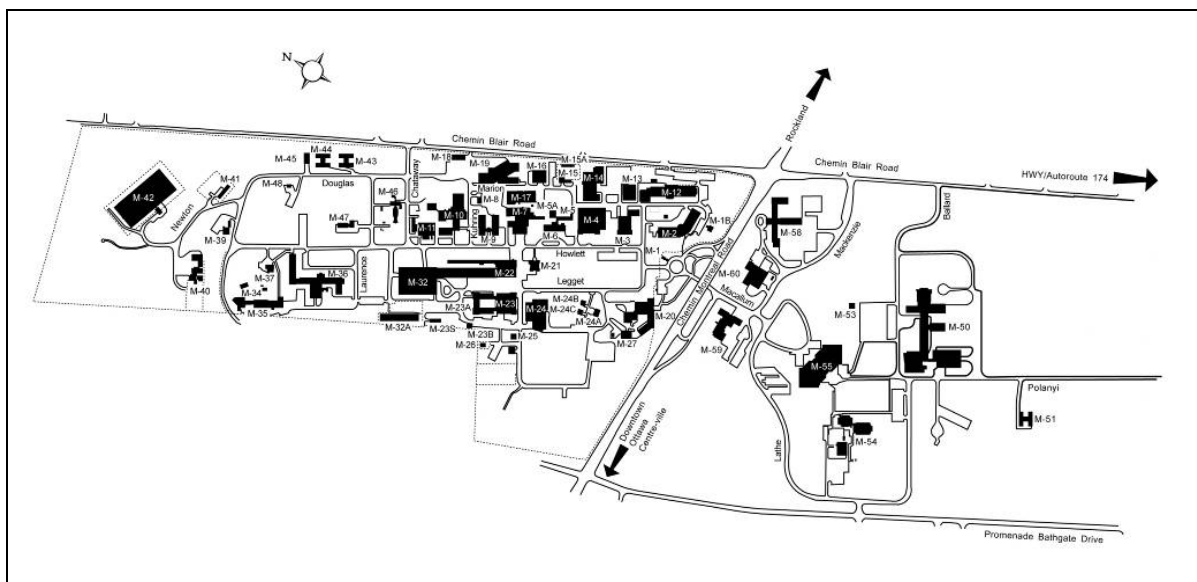 N
Rockland
Chemin Blair Road
Chemin Blair Road
HWY/Autoroute 174
M-45
M-44
M-43
M-18
M-19
M-15A
M-16
M-15
M-14
M-13
M-12
M-41
M-42
Newton
M-48
Douglas
M-46
Chataway
Marion
M-8
M-17
M-5A
M-5
M-1B
Ballard
M-39
M-47
M-11
M-10
Kuhring
M-9
M-7
M-6
M-4
M-3
M-2
M-58
Mackenzie
Howlett
M-1
M-37
M-36
Laurence
M-32
M-22
M-21
Legget
Chemin Montreal Road
M-60
Macallum
M-40
M-34
M-35
M-23A
M-23
M-24
M-24B
M-24C
M-24A
M-20
M-53
M-50
M-32A
M-23S
M-23B
M-26
M-25
M-27
M-59
M-55
Polanyi
M-51
Downtown
Ottawa
Centre-ville
Lathe
M-54
Promenade Bathgate Drive